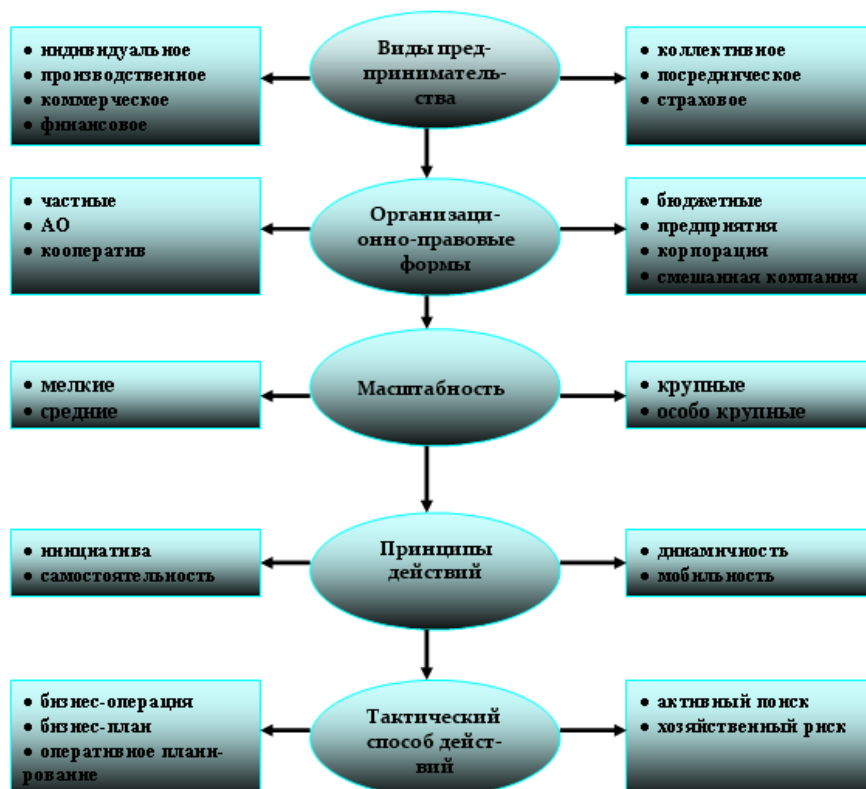 ● индивидуальное
● производственное
● коммерческое
● финансовое
Виды пред-
приниматель-
ства
● коллективное
● посредническое
● страховое
● частные
● АО
● кооператив
Организаци-
онно-правовые
формы
● бюджетные
● предприятия
● корпорация
● смешанная компания
● мелкие
● средние
Масштабность
● крупные
● особо крупные
● инициатива
● самостоятельность
Принципы
действий
● динамичность
● мобильность
● бизнес-операция
● бизнес-план
● оперативное плани-
рование
Тактический
способ дейст-
вий
● активный поиск
● хозяйственный риск